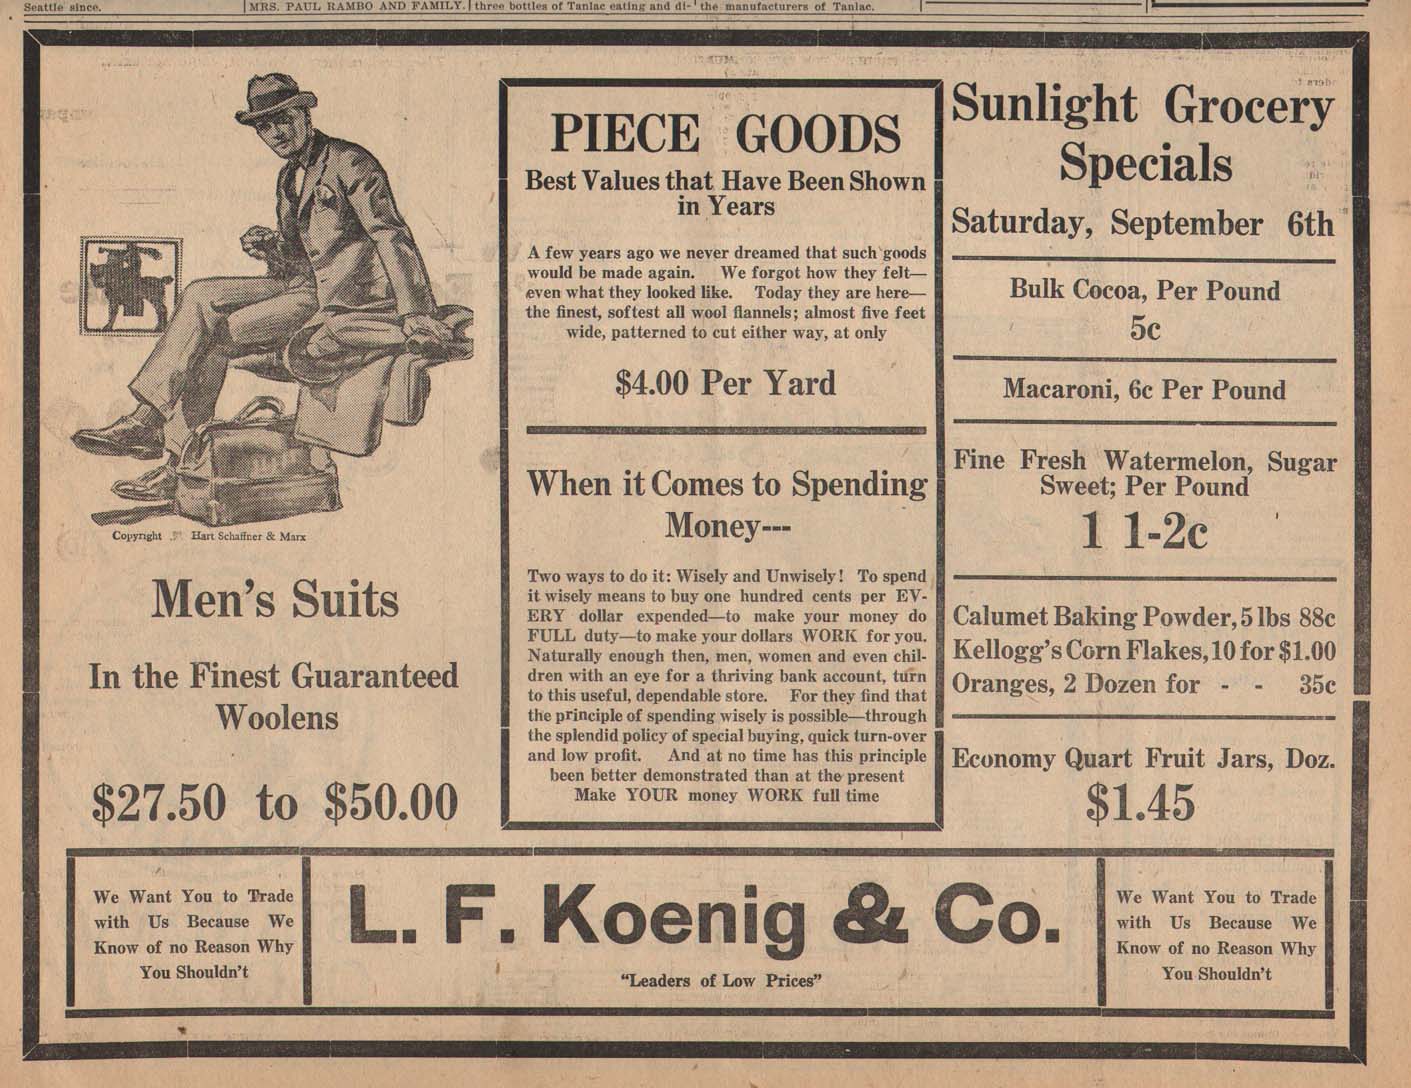 Seattle since.
MRS. PAUL RAMBO AND FAMILY.
three bottles of Tanlac eating and di-
the manufacturers of Tanlac.
Copyright Hart Schaffner & Marx
Men's Suits
In the Finest Guaranteed
Woolens
$27.50 to $50.00
PIECE GOODS
Best Values that Have Been Shown
in Years
A few years ago we never dreamed that such goods
would be made again. We forgot how they felt—
even what they looked like. Today they are here—
the finest, softest all wool flannels; almost five feet
wide, patterned to cut either way, at only
$4.00 Per Yard
When it Comes to Spending
Money---
Two ways to do it: Wisely and Unwisely! To spend
it wisely means to buy one hundred cents per EV-
ERY dollar expended—to make your money do
FULL duty—to make your dollars WORK for you.
Naturally enough then, men, women and even chil-
dren with an eye for a thriving bank account, turn
to this useful, dependable store. For they find that
the principle of spending wisely is possible—through
the splendid policy of special buying, quick turn-over
and low profit. And at no time has this principle
been better demonstrated than at the present
Make YOUR money WORK full time
Sunlight Grocery
Specials
Saturday, September 6th
Bulk Cocoa, Per Pound
5c
Macaroni, 6c Per Pound
Fine Fresh Watermelon, Sugar
Sweet; Per Pound
1 1-2c
Calumet Baking Powder, 5 lbs 88c
Kellogg's Corn Flakes, 10 for $1.00
Oranges, 2 Dozen for - - 35c
Economy Quart Fruit Jars, Doz.
$1.45
We Want You to Trade
with Us Because We
Know of no Reason Why
You Shouldn't
L. F. Koenig & Co.
"Leaders of Low Prices"
We Want You to Trade
with Us Because We
Know of no Reason Why
You Shouldn't